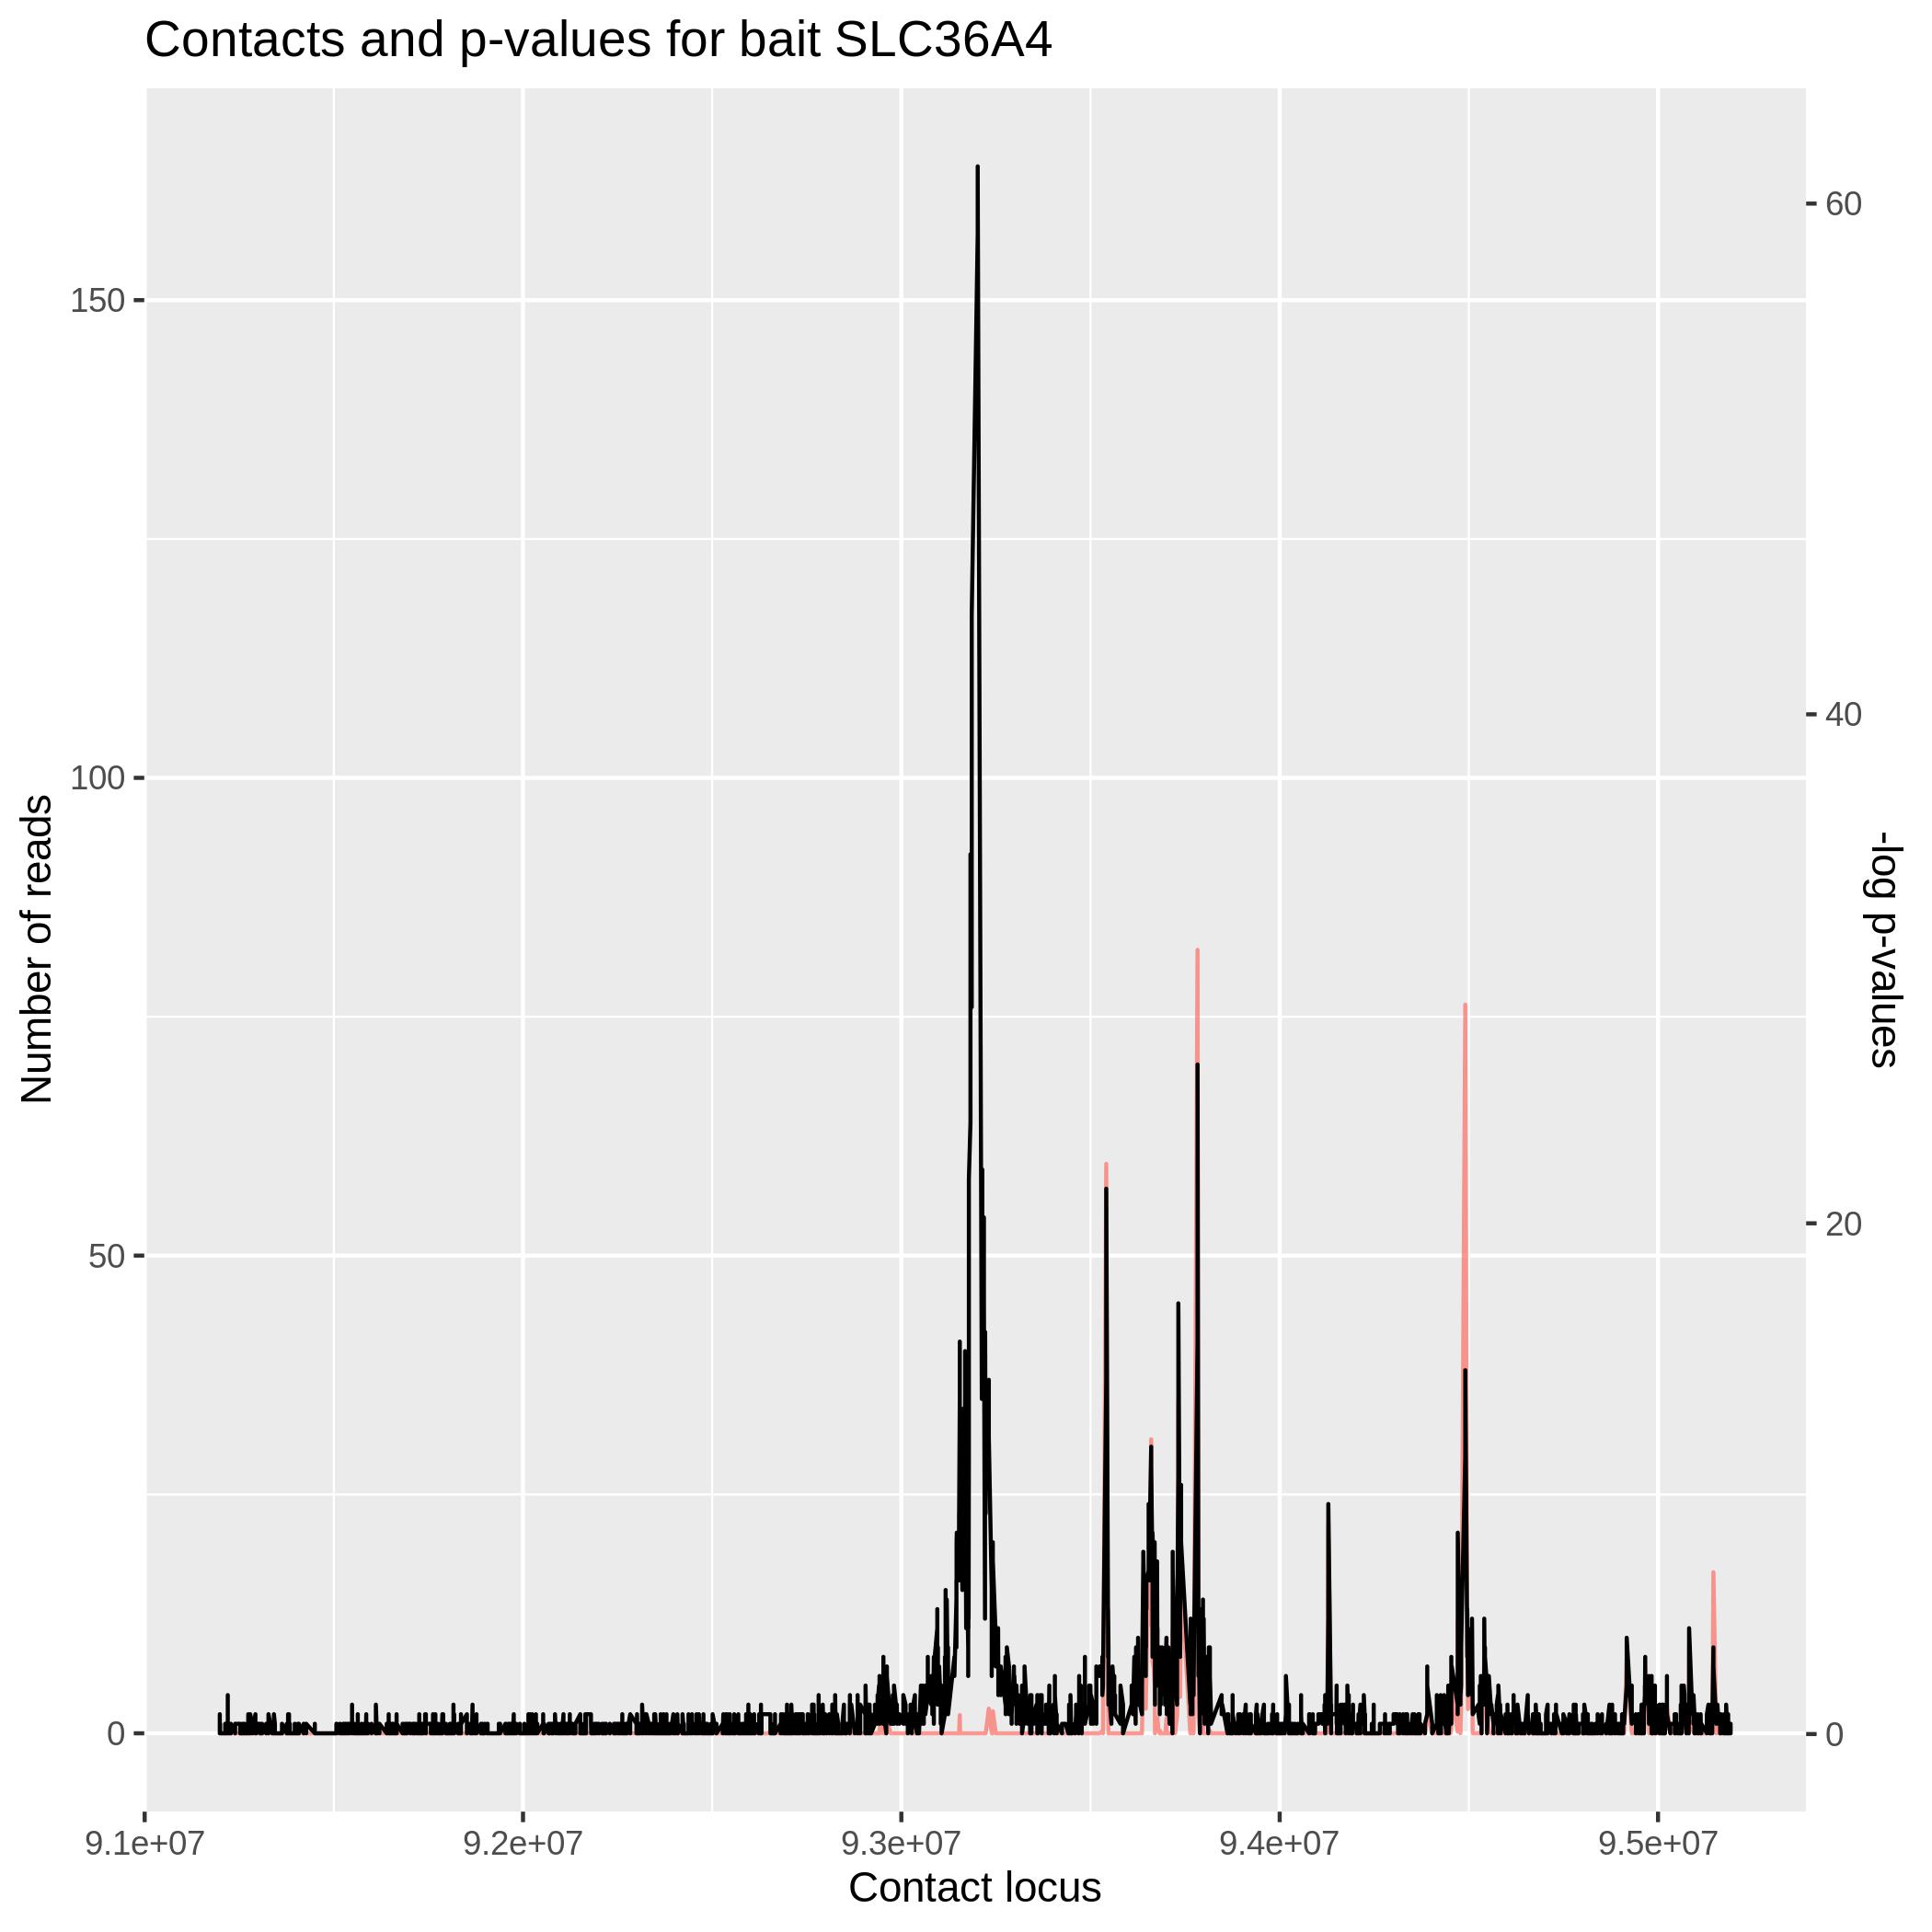 Contacts and p-values for bait SLC36A4
Number of reads
150
100
50
0
60
40
20
0
-log p-values
9.1e+07 9.2e+07 9.3e+07 9.4e+07 9.5e+07
Contact locus